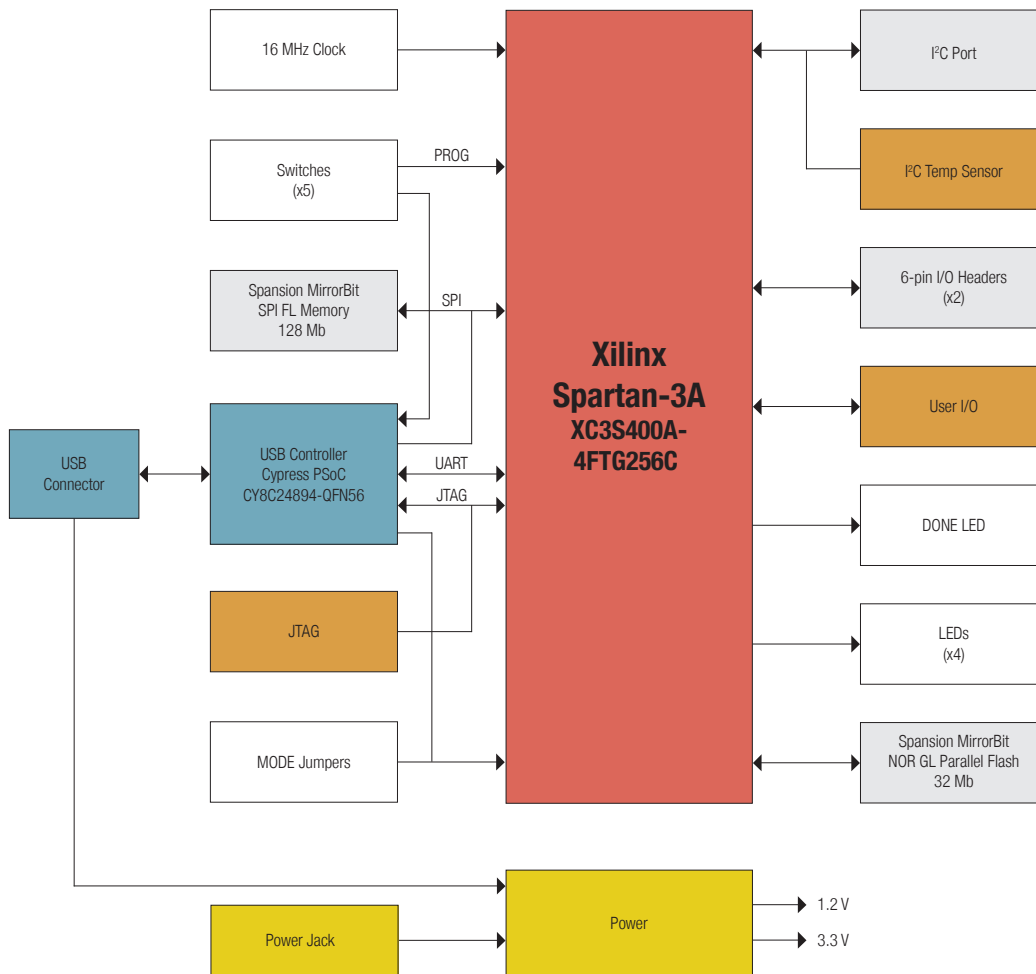 16 MHz Clock
Switches
(x5)
PROG
Spansion MirrorBit
SPI FL Memory
128 Mb
SPI
USB
Connector
USB Controller
Cypress PSoC
CY8C24894-QFN56
UART
JTAG
JTAG
MODE Jumpers
Xilinx
Spartan-3A
XC3S400A-
4FTG256C
I²C Port
I²C Temp Sensor
6-pin I/O Headers
(x2)
User I/O
DONE LED
LEDs
(x4)
Spansion MirrorBit
NOR GL Parallel Flash
32 Mb
Power Jack
Power
1.2 V
3.3 V